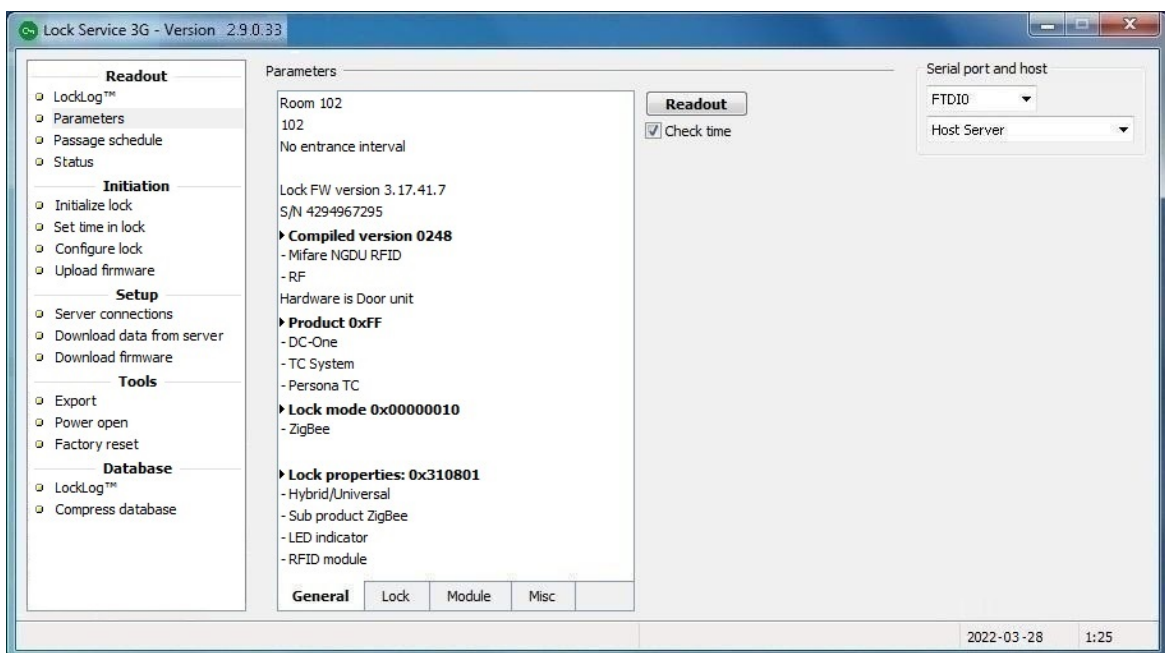 Lock Service 3G - Version 2.9.0.33
Readout
LockLog™
Parameters
Passage schedule
Status
Initiation
Initialize lock
Set time in lock
Configure lock
Upload firmware
Setup
Server connections
Download data from server
Download firmware
Tools
Export
Power open
Factory reset
Database
LockLog™
Compress database
Parameters
Room 102
102
No entrance interval
Lock FW version 3.17.41.7
S/N 4294967295
Compiled version 0248
- Mifare NGDU RFID
- RF
Hardware is Door unit
Product 0xFF
- DC-One
- TC System
- Persona TC
Lock mode 0x00000010
- ZigBee
Lock properties: 0x310801
- Hybrid/Universal
- Sub product ZigBee
- LED indicator
- RFID module
General Lock Module Misc
Readout
Check time
Serial port and host
FTDI0
Host Server
2022-03-28 1:25